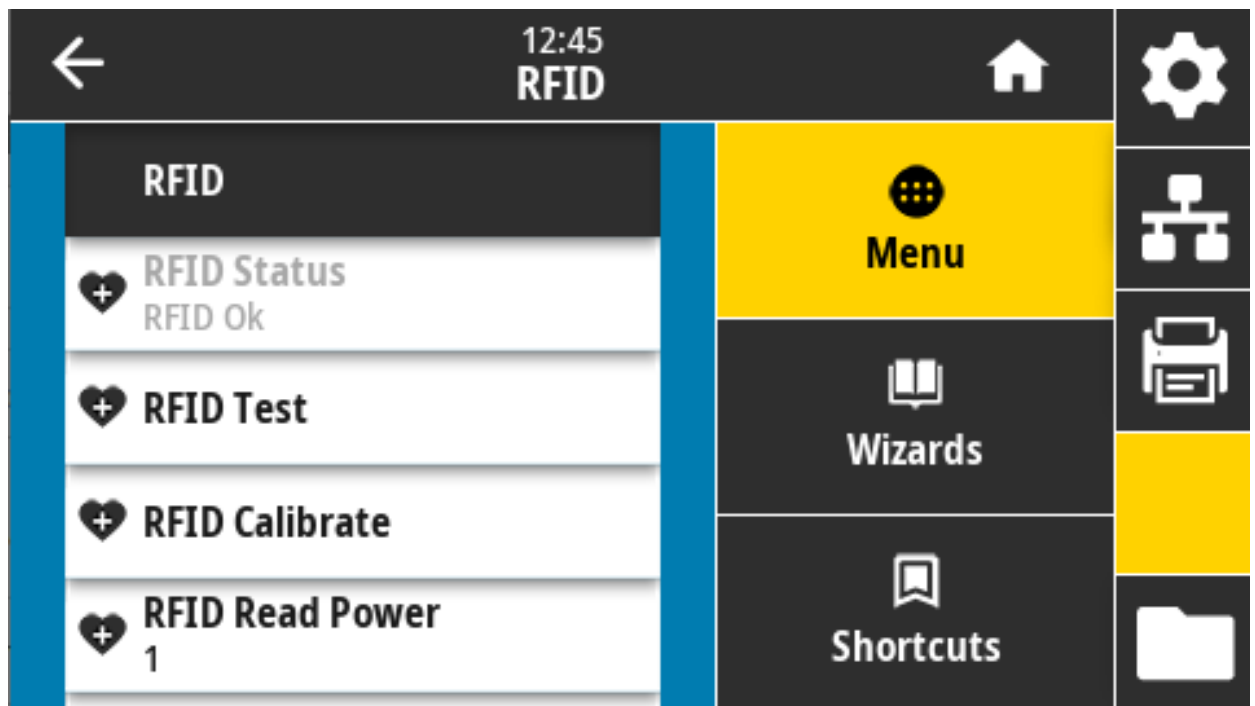 12:45
RFID
RFID
RFID Status
RFID Ok
RFID Test
RFID Calibrate
RFID Read Power
1
Menu
Wizards
Shortcuts